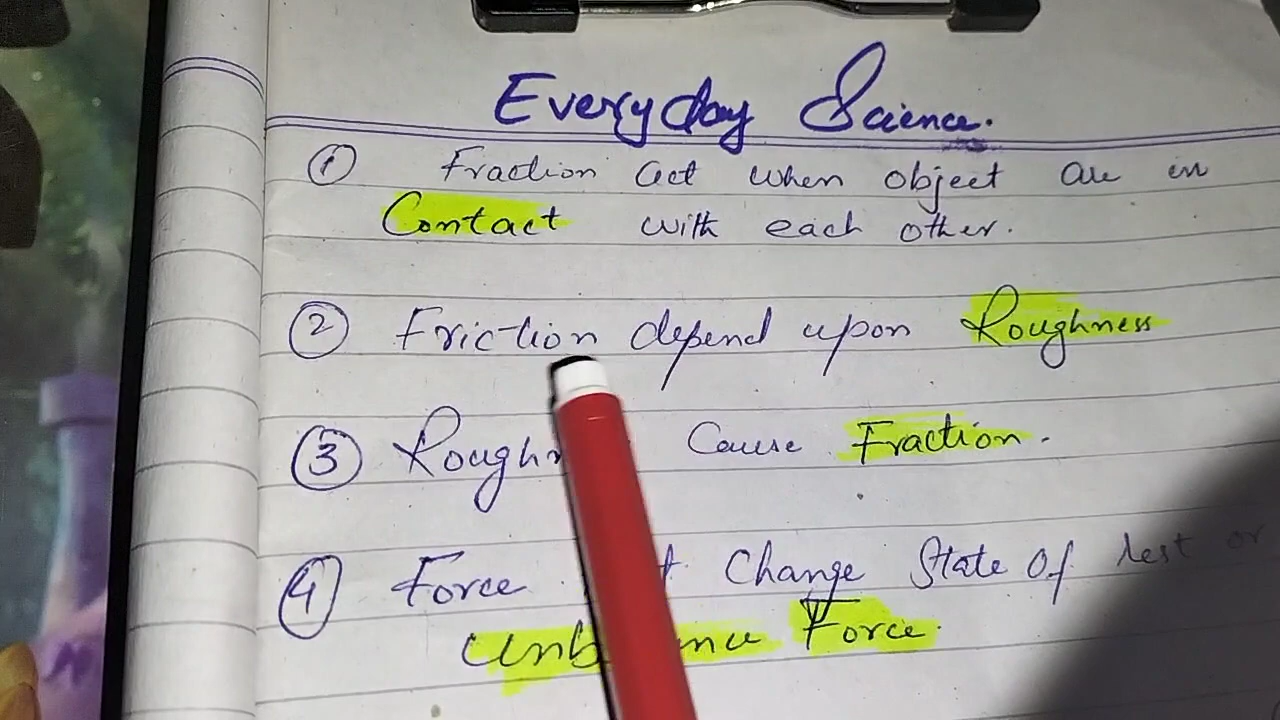 Everyday Science.
① Fraction act when object are in
Contact with each other.
② Friction depend upon Roughness
③ Cause Fraction.
④ Force Change State of rest or
Force.